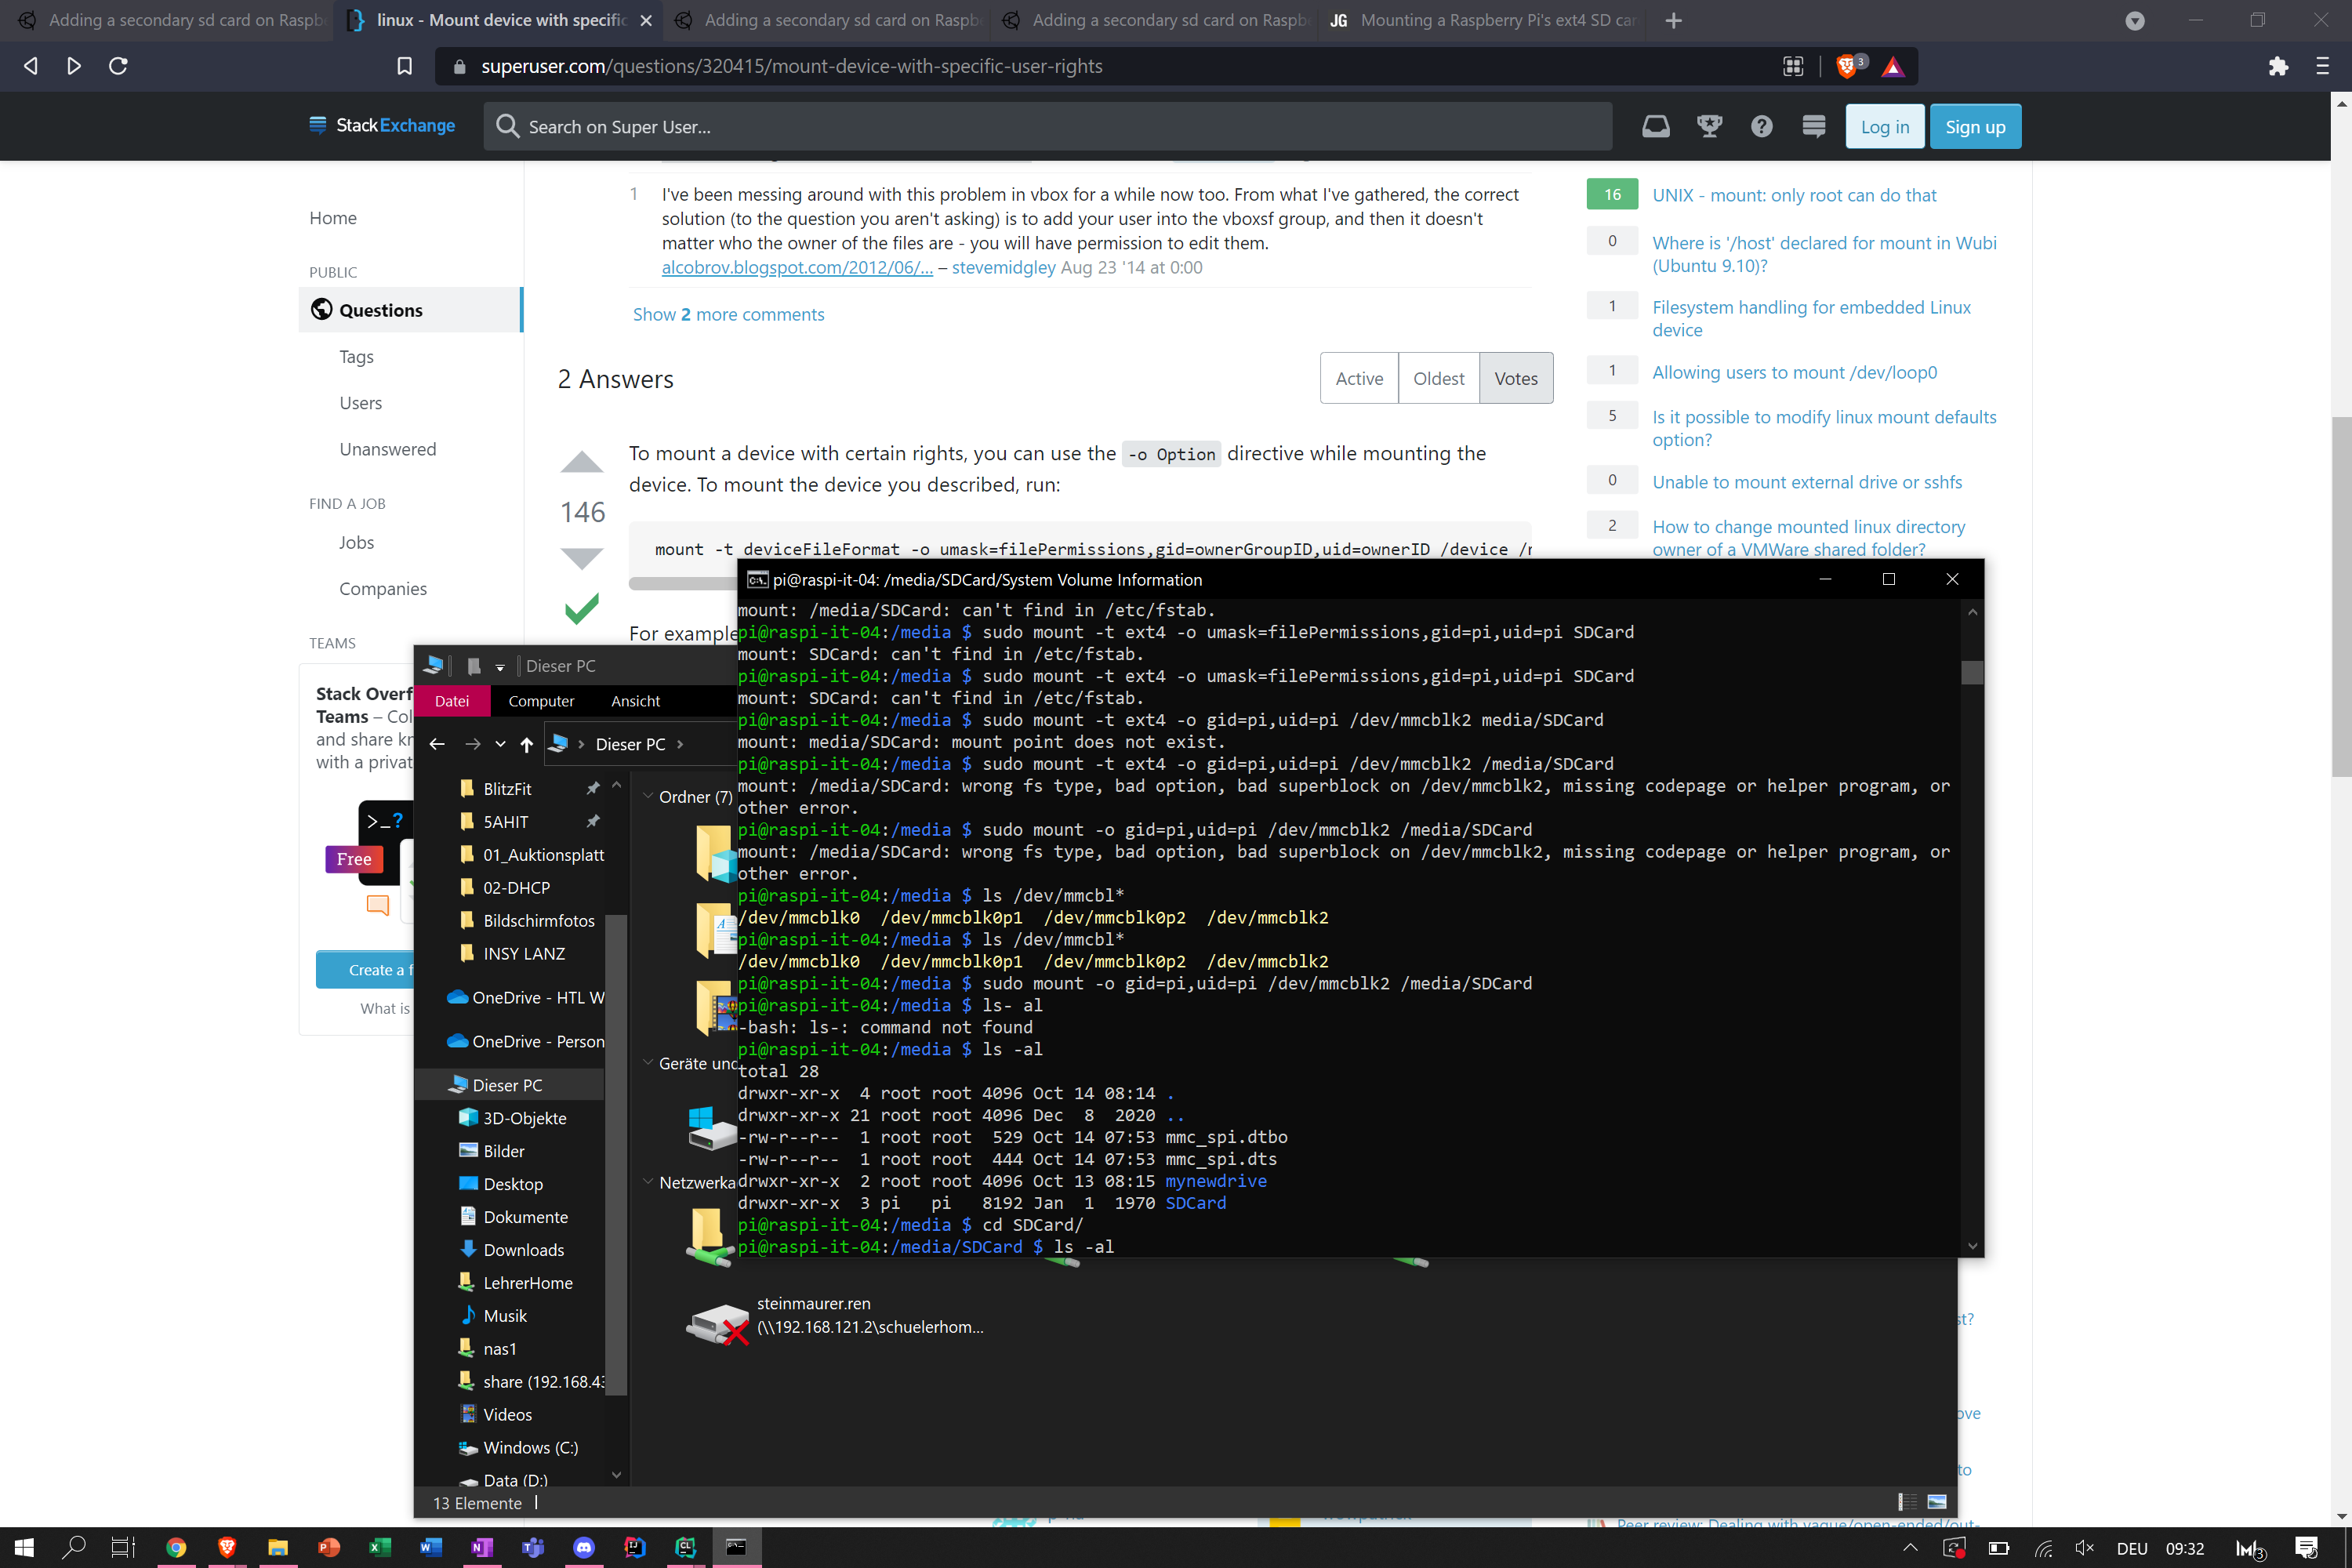 Adding a secondary sd card on Raspb
linux - Mount device with specific
Adding a secondary sd card on Raspb
Adding a secondary sd card on Raspb
JG Mounting a Raspberry Pi's ext4 SD car
superuser.com/questions/320415/mount-device-with-specific-user-rights
3
StackExchange
Search on Super User...
Log in
Sign up
Home
PUBLIC
Questions
Tags
Users
Unanswered
FIND A JOB
Jobs
Companies
TEAMS
Stack Overf
Teams – Col
and share kn
with a privat
>_?
Free
Create a f
What is
1
I've been messing around with this problem in vbox for a while now too. From what I've gathered, the correct
solution (to the question you aren't asking) is to add your user into the vboxsf group, and then it doesn't
matter who the owner of the files are - you will have permission to edit them.
alcobrov.blogspot.com/2012/06/... – stevemidgley Aug 23 '14 at 0:00
Show 2 more comments
2 Answers
Active
Oldest
Votes
146
To mount a device with certain rights, you can use the -o Option directive while mounting the
device. To mount the device you described, run:
mount -t deviceFileFormat -o umask=filePermissions,gid=ownerGroupID,uid=ownerID /device /
For example
16 UNIX - mount: only root can do that
0 Where is '/host' declared for mount in Wubi
(Ubuntu 9.10)?
1 Filesystem handling for embedded Linux
device
1 Allowing users to mount /dev/loop0
5 Is it possible to modify linux mount defaults
option?
0 Unable to mount external drive or sshfs
2 How to change mounted linux directory
owner of a VMWare shared folder?
pi@raspi-it-04: /media/SDCard/System Volume Information
mount: /media/SDCard: can't find in /etc/fstab.
pi@raspi-it-04:/media $ sudo mount -t ext4 -o umask=filePermissions,gid=pi,uid=pi SDCard
mount: SDCard: can't find in /etc/fstab.
pi@raspi-it-04:/media $ sudo mount -t ext4 -o umask=filePermissions,gid=pi,uid=pi SDCard
mount: SDCard: can't find in /etc/fstab.
pi@raspi-it-04:/media $ sudo mount -t ext4 -o gid=pi,uid=pi /dev/mmcblk2 media/SDCard
mount: media/SDCard: mount point does not exist.
pi@raspi-it-04:/media $ sudo mount -t ext4 -o gid=pi,uid=pi /dev/mmcblk2 /media/SDCard
mount: /media/SDCard: wrong fs type, bad option, bad superblock on /dev/mmcblk2, missing codepage or helper program, or
other error.
pi@raspi-it-04:/media $ sudo mount -o gid=pi,uid=pi /dev/mmcblk2 /media/SDCard
mount: /media/SDCard: wrong fs type, bad option, bad superblock on /dev/mmcblk2, missing codepage or helper program, or
other error.
pi@raspi-it-04:/media $ ls /dev/mmcbl*
/dev/mmcblk0  /dev/mmcblk0p1  /dev/mmcblk0p2  /dev/mmcblk2
pi@raspi-it-04:/media $ ls /dev/mmcbl*
/dev/mmcblk0  /dev/mmcblk0p1  /dev/mmcblk0p2  /dev/mmcblk2
pi@raspi-it-04:/media $ sudo mount -o gid=pi,uid=pi /dev/mmcblk2 /media/SDCard
pi@raspi-it-04:/media $ ls- al
-bash: ls-: command not found
pi@raspi-it-04:/media $ ls -al
total 28
drwxr-xr-x  4 root root 4096 Oct 14 08:14 .
drwxr-xr-x 21 root root 4096 Dec  8  2020 ..
-rw-r--r--  1 root root  529 Oct 14 07:53 mmc_spi.dtbo
-rw-r--r--  1 root root  444 Oct 14 07:53 mmc_spi.dts
drwxr-xr-x  2 root root 4096 Oct 13 08:15 mynewdrive
drwxr-xr-x  3 pi   pi   8192 Jan  1  1970 SDCard
pi@raspi-it-04:/media $ cd SDCard/
pi@raspi-it-04:/media/SDCard $ ls -al
Dieser PC
Datei
Computer
Ansicht
Dieser PC
BlitzFit
5AHIT
01_Auktionsplatt
02-DHCP
Bildschirmfotos
INSY LANZ
OneDrive - HTL W
OneDrive - Person
Dieser PC
3D-Objekte
Bilder
Desktop
Dokumente
Downloads
LehrerHome
Musik
nas1
share (192.168.43
Videos
Windows (C:)
Data (D:)
Ordner (7)
Geräte und
Netzwerka
steinmaurer.ren
(\\192.168.121.2\schuelerhom...
13 Elemente
st?
ove
to
Peer review: Dealing with vague/open-ended/out-
DEU
09:32
3